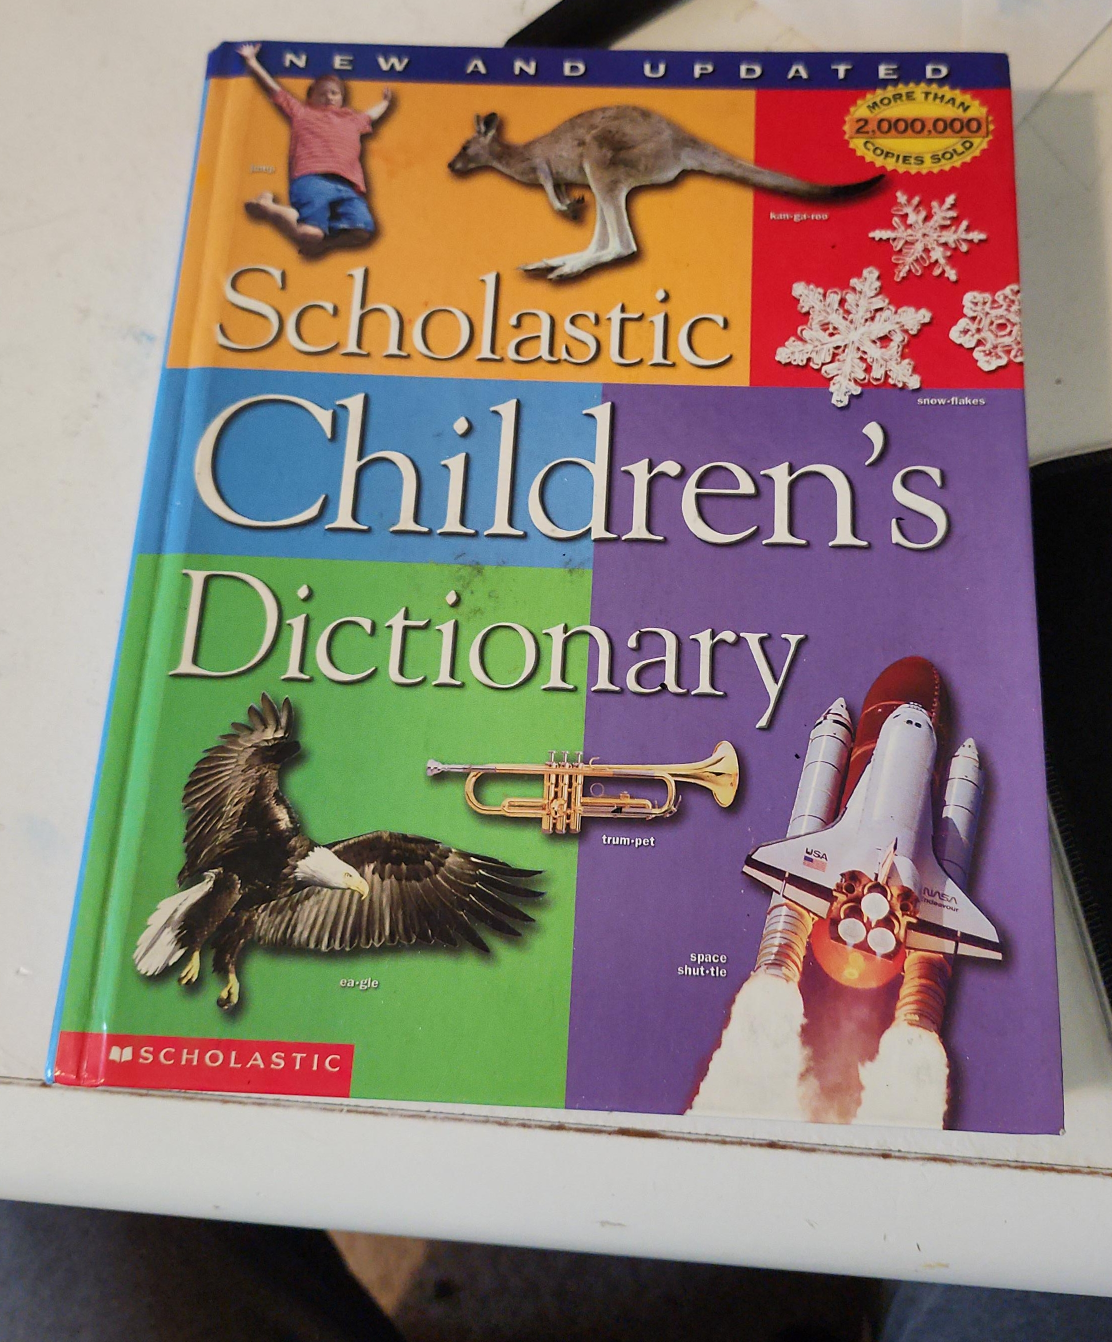 NEW AND UPDATED
MORE THAN
2,000,000
COPIES SOLD
kan•ga•roo
Scholastic
snow•flakes
Children's
Dictionary
trum•pet
USA
NASA
Endeavour
space
shut•tle
ea•gle
SCHOLASTIC